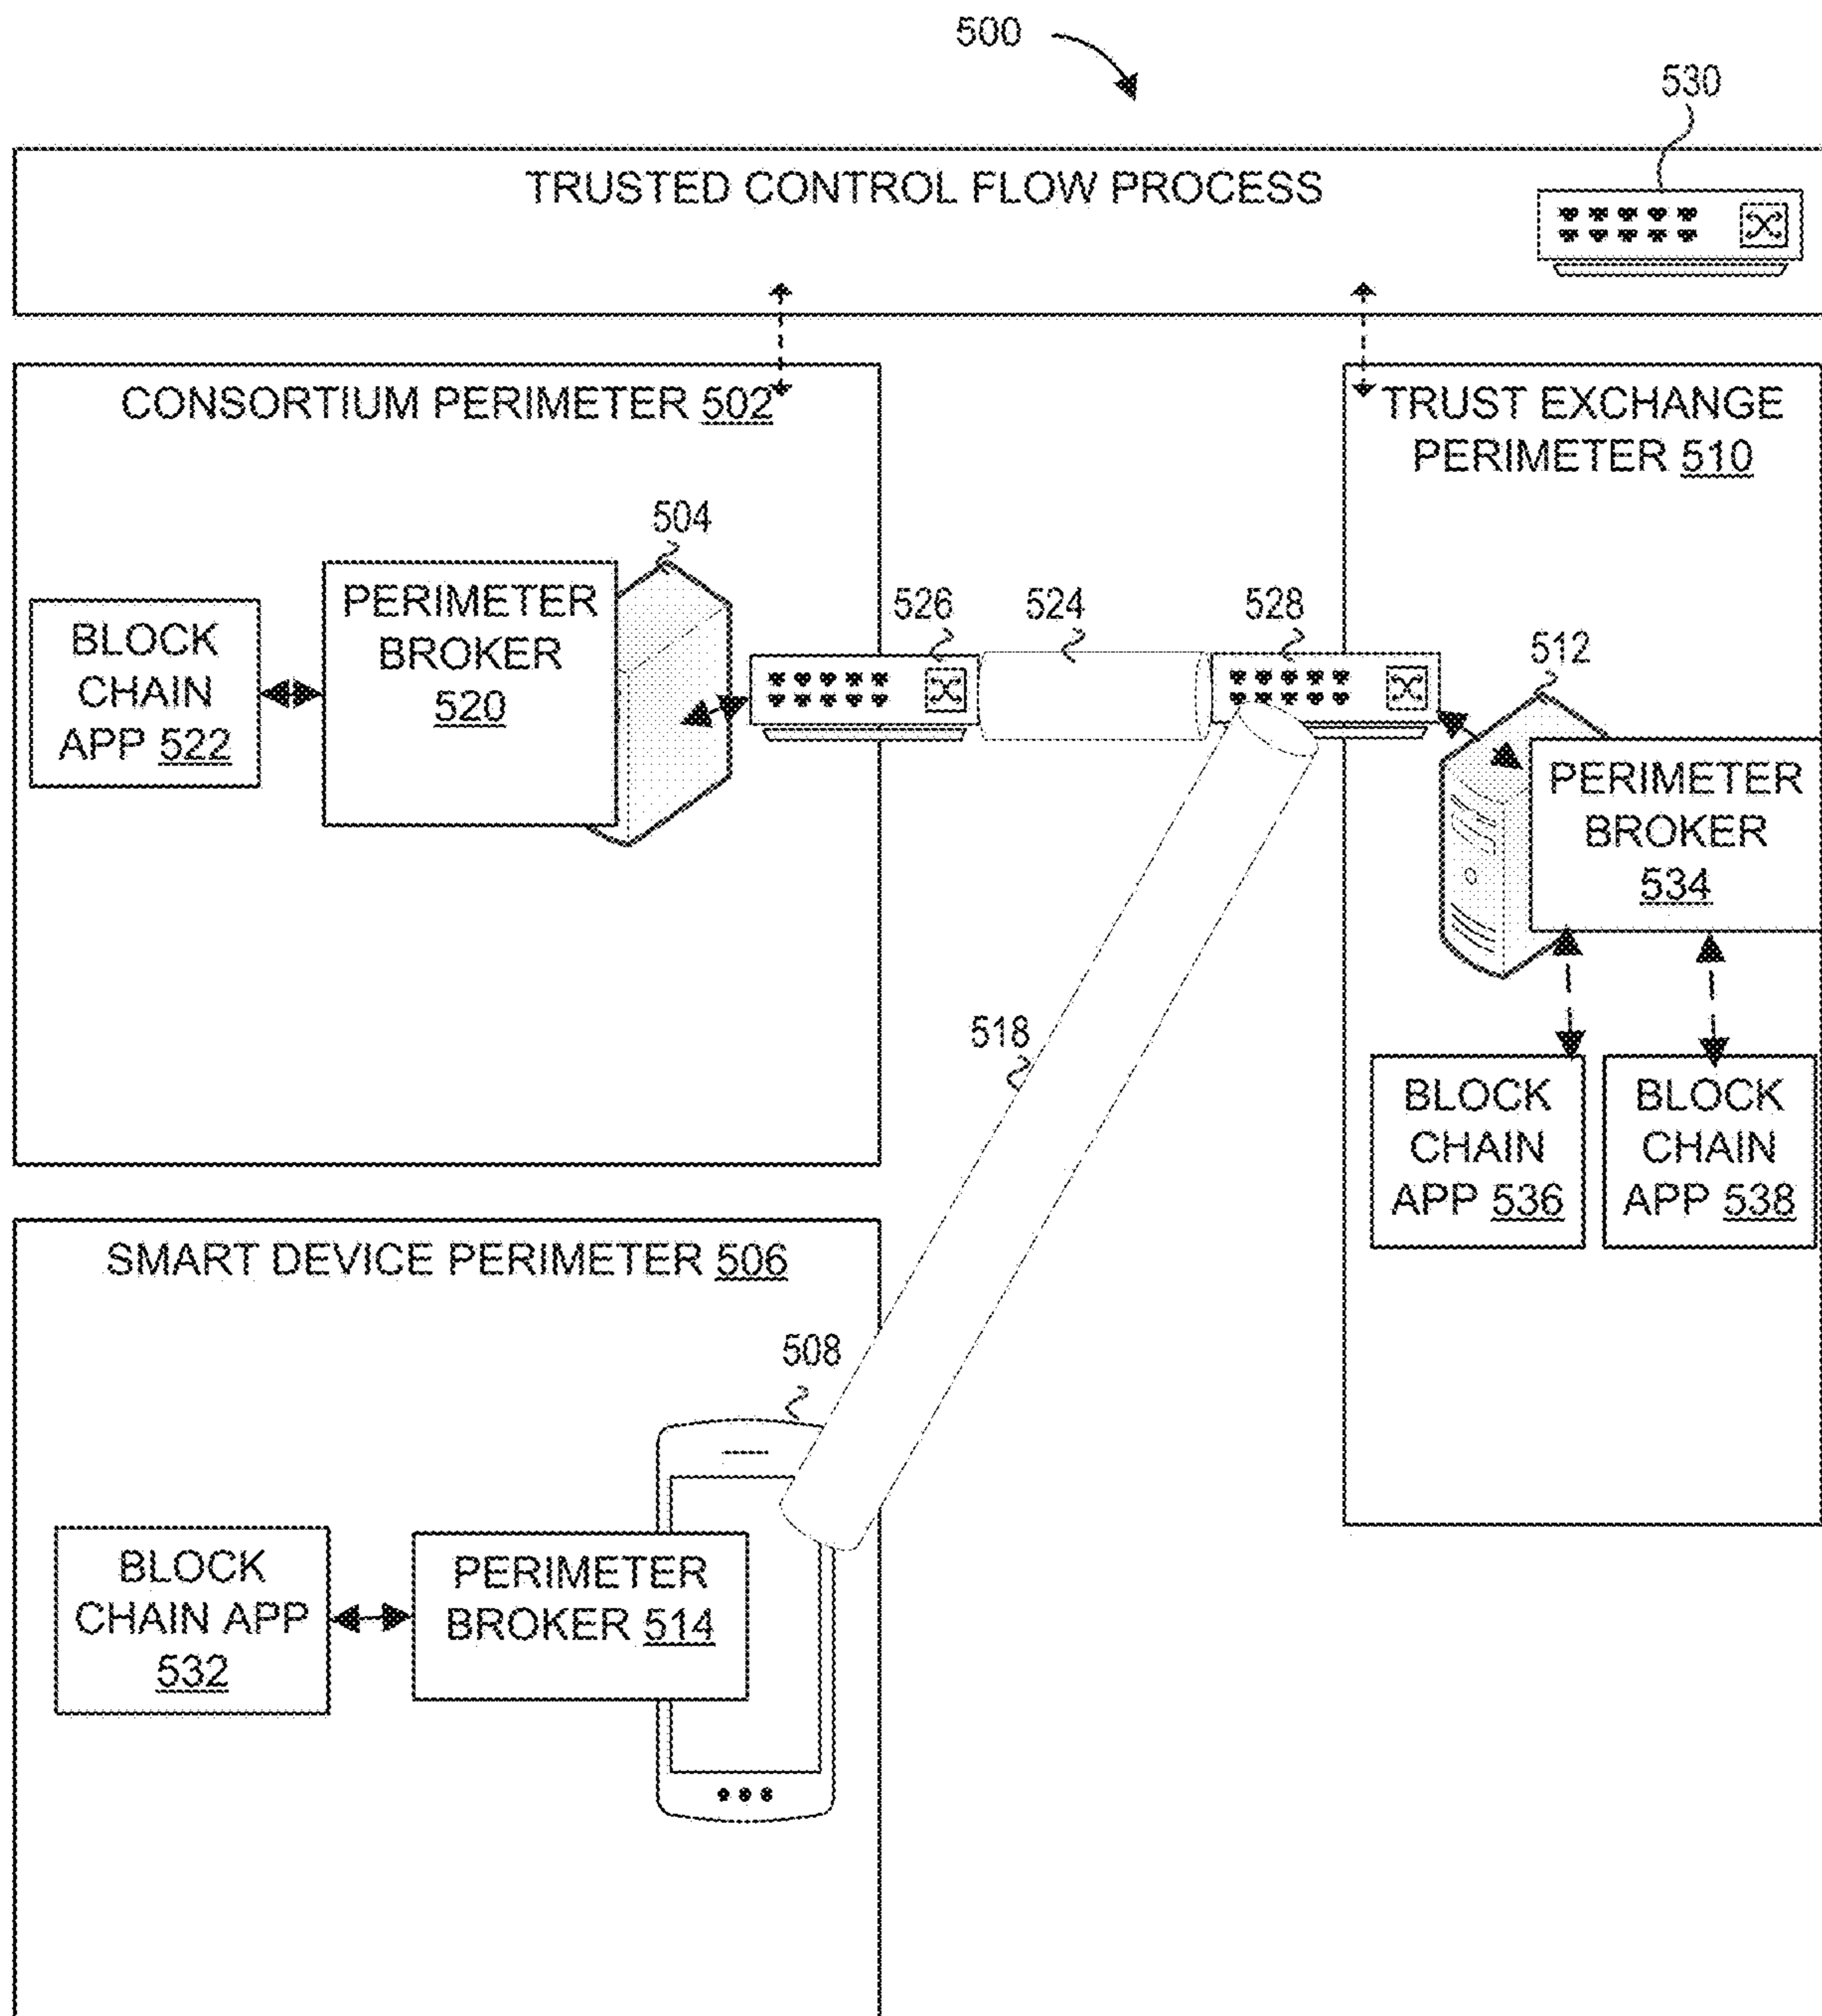 500
530
TRUSTED CONTROL FLOW PROCESS
CONSORTIUM PERIMETER 502
TRUST EXCHANGE
PERIMETER 510
504
BLOCK
CHAIN
APP 522
PERIMETER
BROKER
520
526
524
528
512
PERIMETER
BROKER
534
518
BLOCK
CHAIN
APP 536
BLOCK
CHAIN
APP 538
SMART DEVICE PERIMETER 506
508
BLOCK
CHAIN APP
532
PERIMETER
BROKER 514